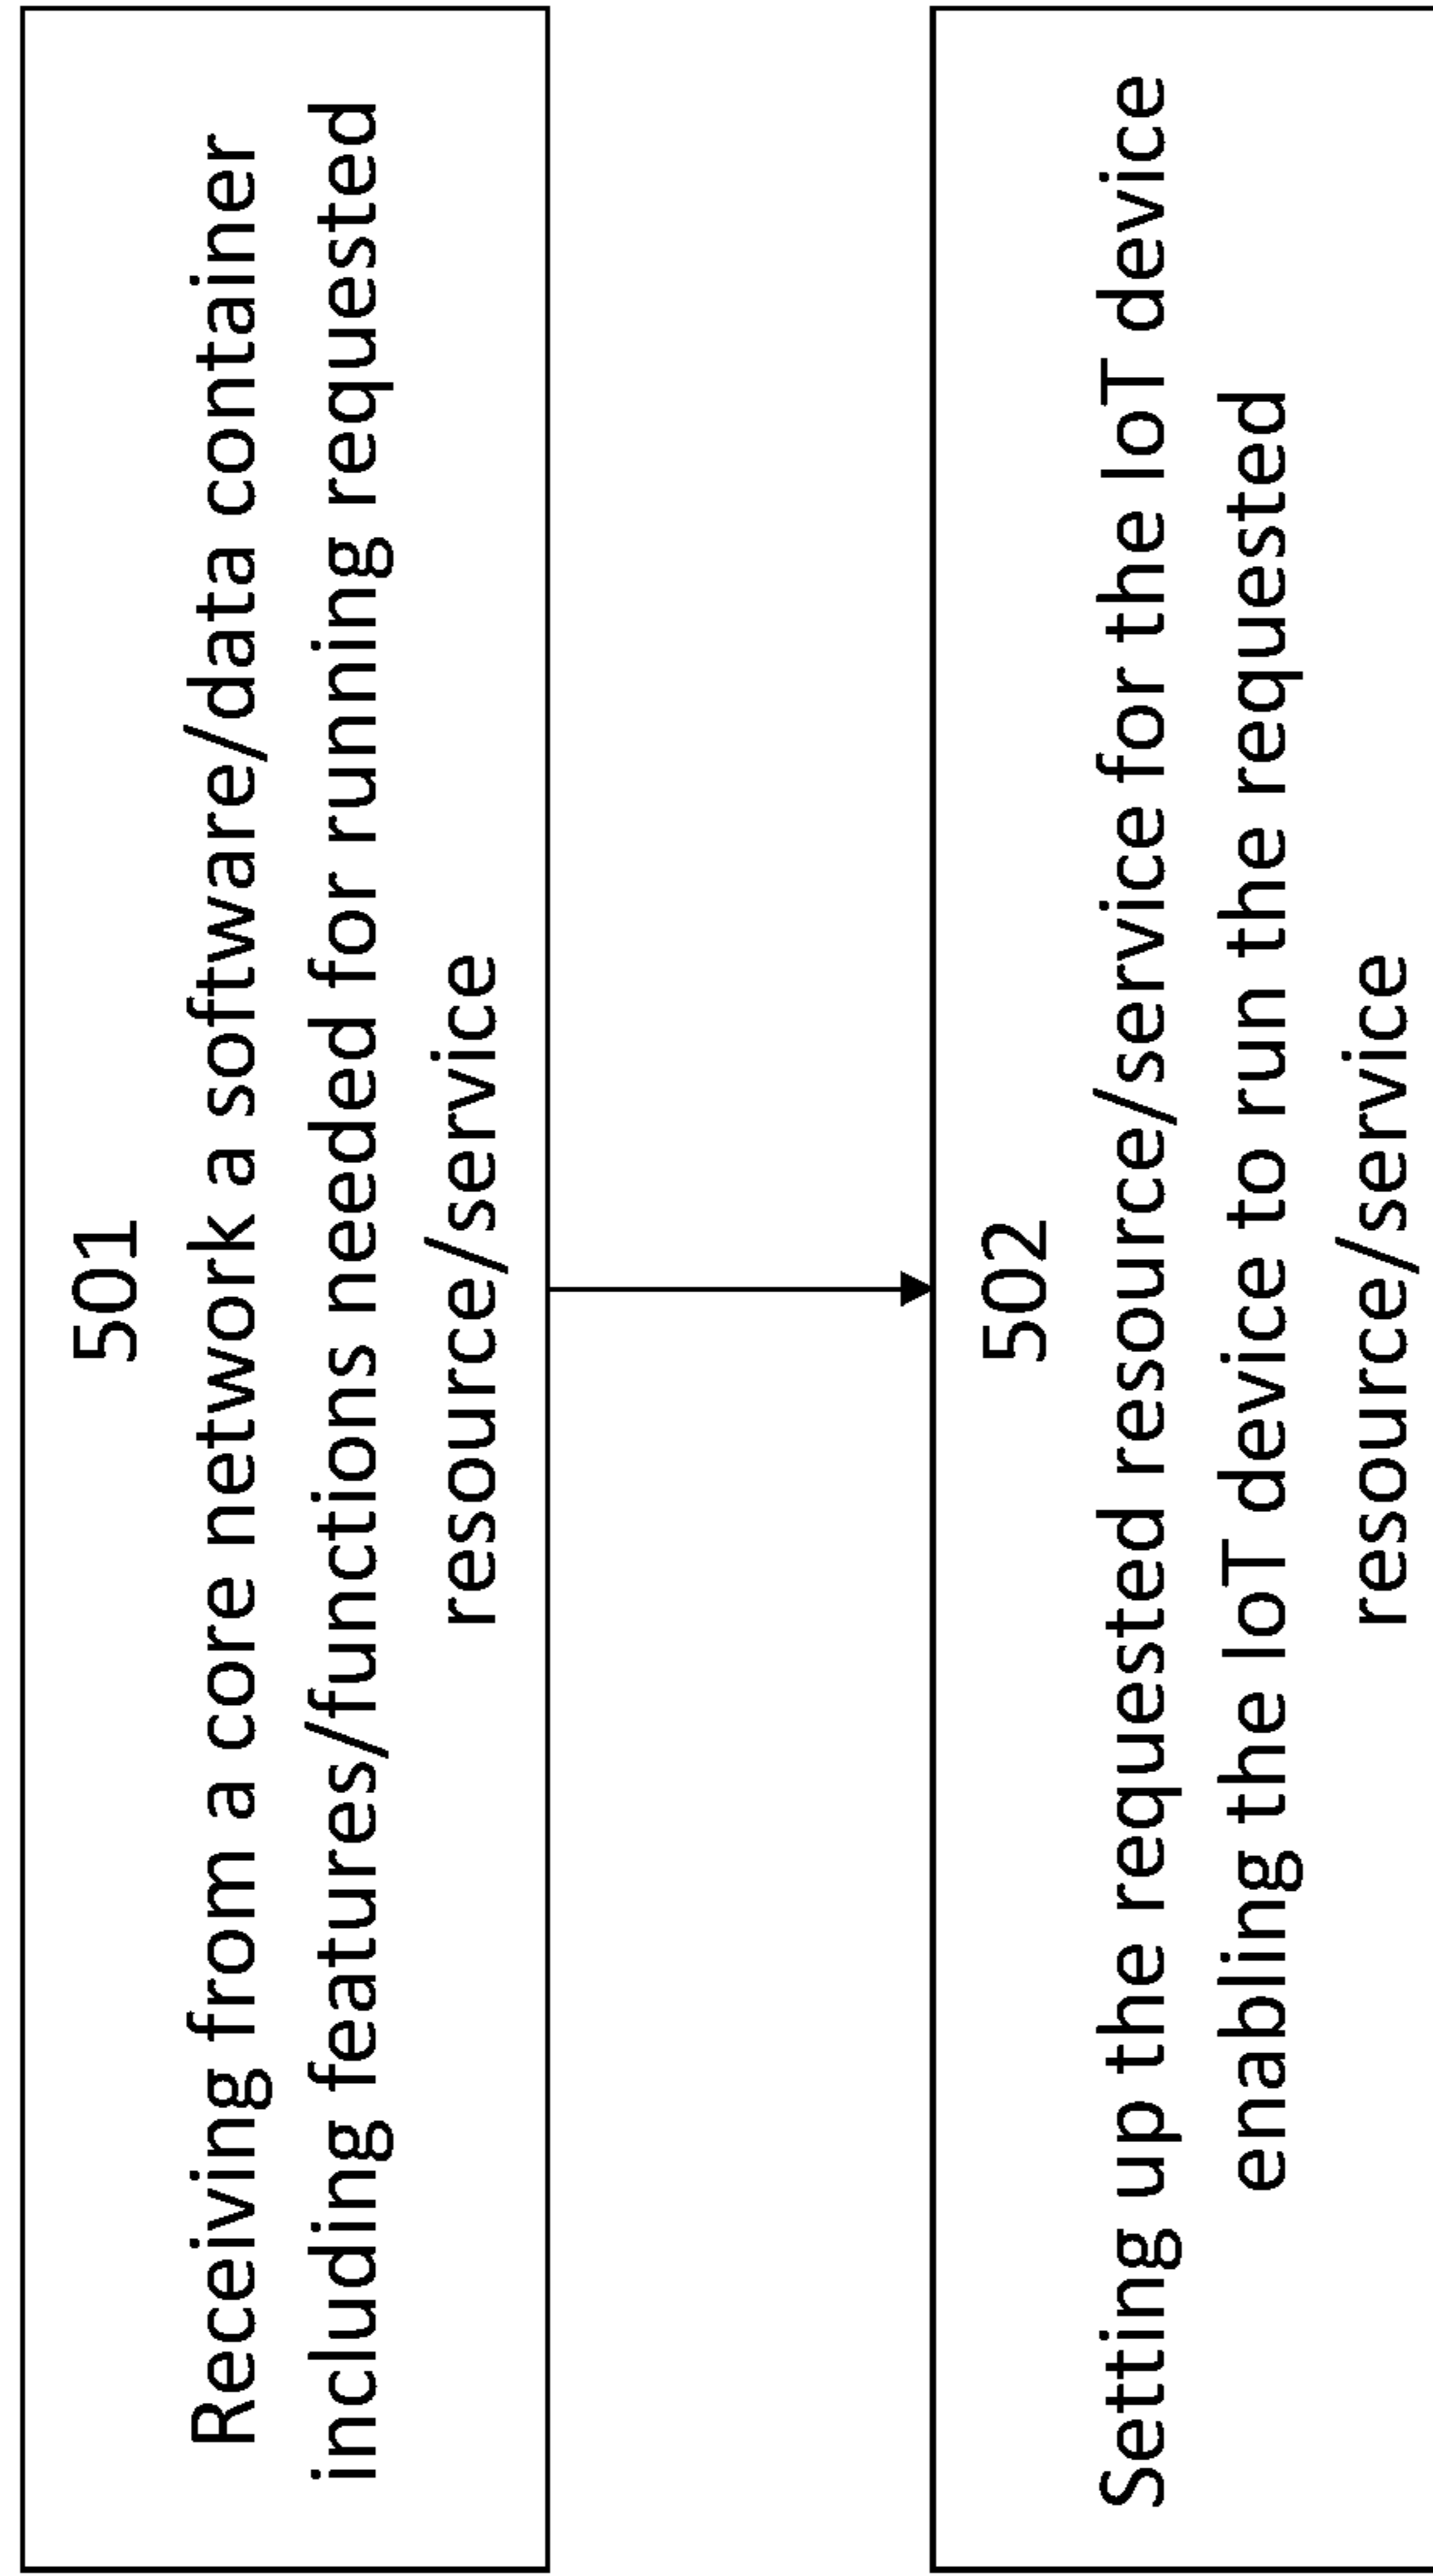 501
Receiving from a core network a software/data container
including features/functions needed for running requested
resource/service
502
Setting up the requested resource/service for the IoT device
enabling the IoT device to run the requested
resource/service